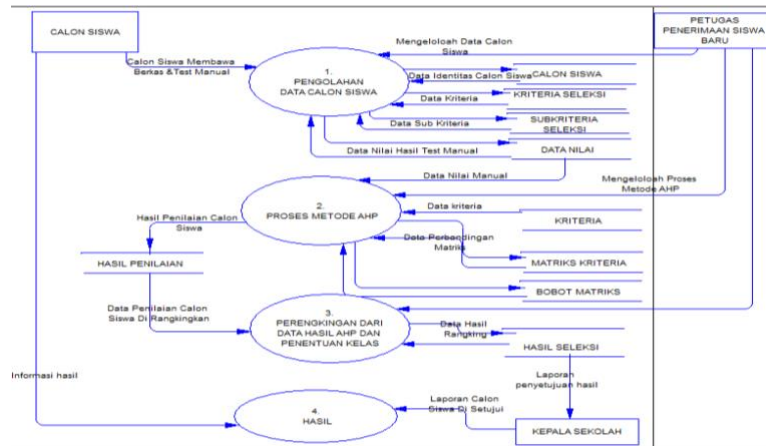 CALON SISWA
PETUGAS
PENERIMAAN SISWA
BARU
Calon Siswa Membawa
Berkas &Test Manual
1.
PENGOLAHAN
DATA CALON SISWA
Mengeloloah Data Calon
Siswa
Data Identitas Calon Siswa
CALON SISWA
Data Kriteria
KRITERIA SELEKSI
Data Sub Kriteria
SUBKRITERIA
SELEKSI
Data Nilai Hasil Test Manual
DATA NILAI
Data Nilai Manual
Mengeloloah Proses
Metode AHP
2.
PROSES METODE AHP
Data kriteria
KRITERIA
Hasil Penilaian Calon
Siswa
Data Perbandingan
Matriks
MATRIKS KRITERIA
HASIL PENILAIAN
BOBOT MATRIKS
Data Penilaian Calon
Siswa Di Rangkingkan
3.
PERENGKINGAN DARI
DATA HASIL AHP DAN
PENENTUAN KELAS
Data Hasil
Rangking
HASIL SELEKSI
Informasi hasil
Laporan
penyetujuan hasil
4.
HASIL
Laporan Calon
Siswa Di Setujui
KEPALA SEKOLAH